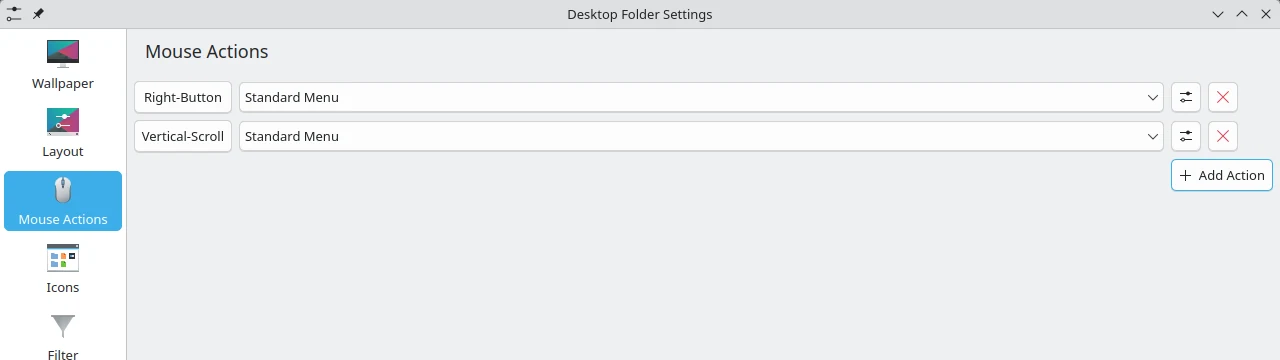 Desktop Folder Settings
Wallpaper
Layout
Mouse Actions
Icons
Filter
Mouse Actions
Right-Button
Standard Menu
Vertical-Scroll
Standard Menu
Add Action